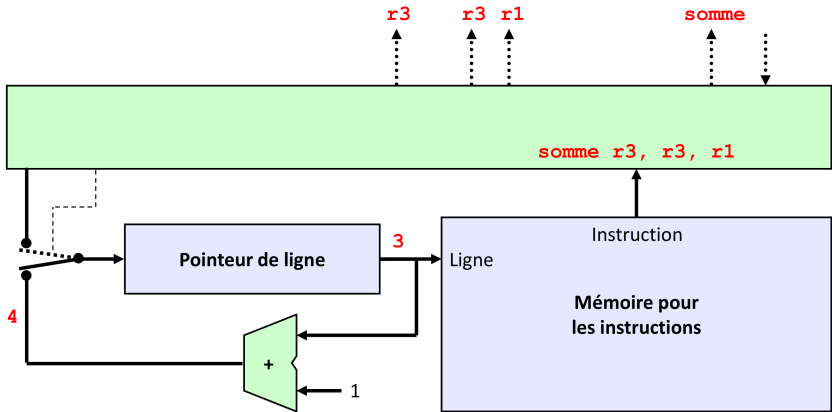 r3 r3 r1 somme
somme r3, r3, r1
Instruction
3
Pointeur de ligne
Ligne
Mémoire pour
les instructions
4
+
1